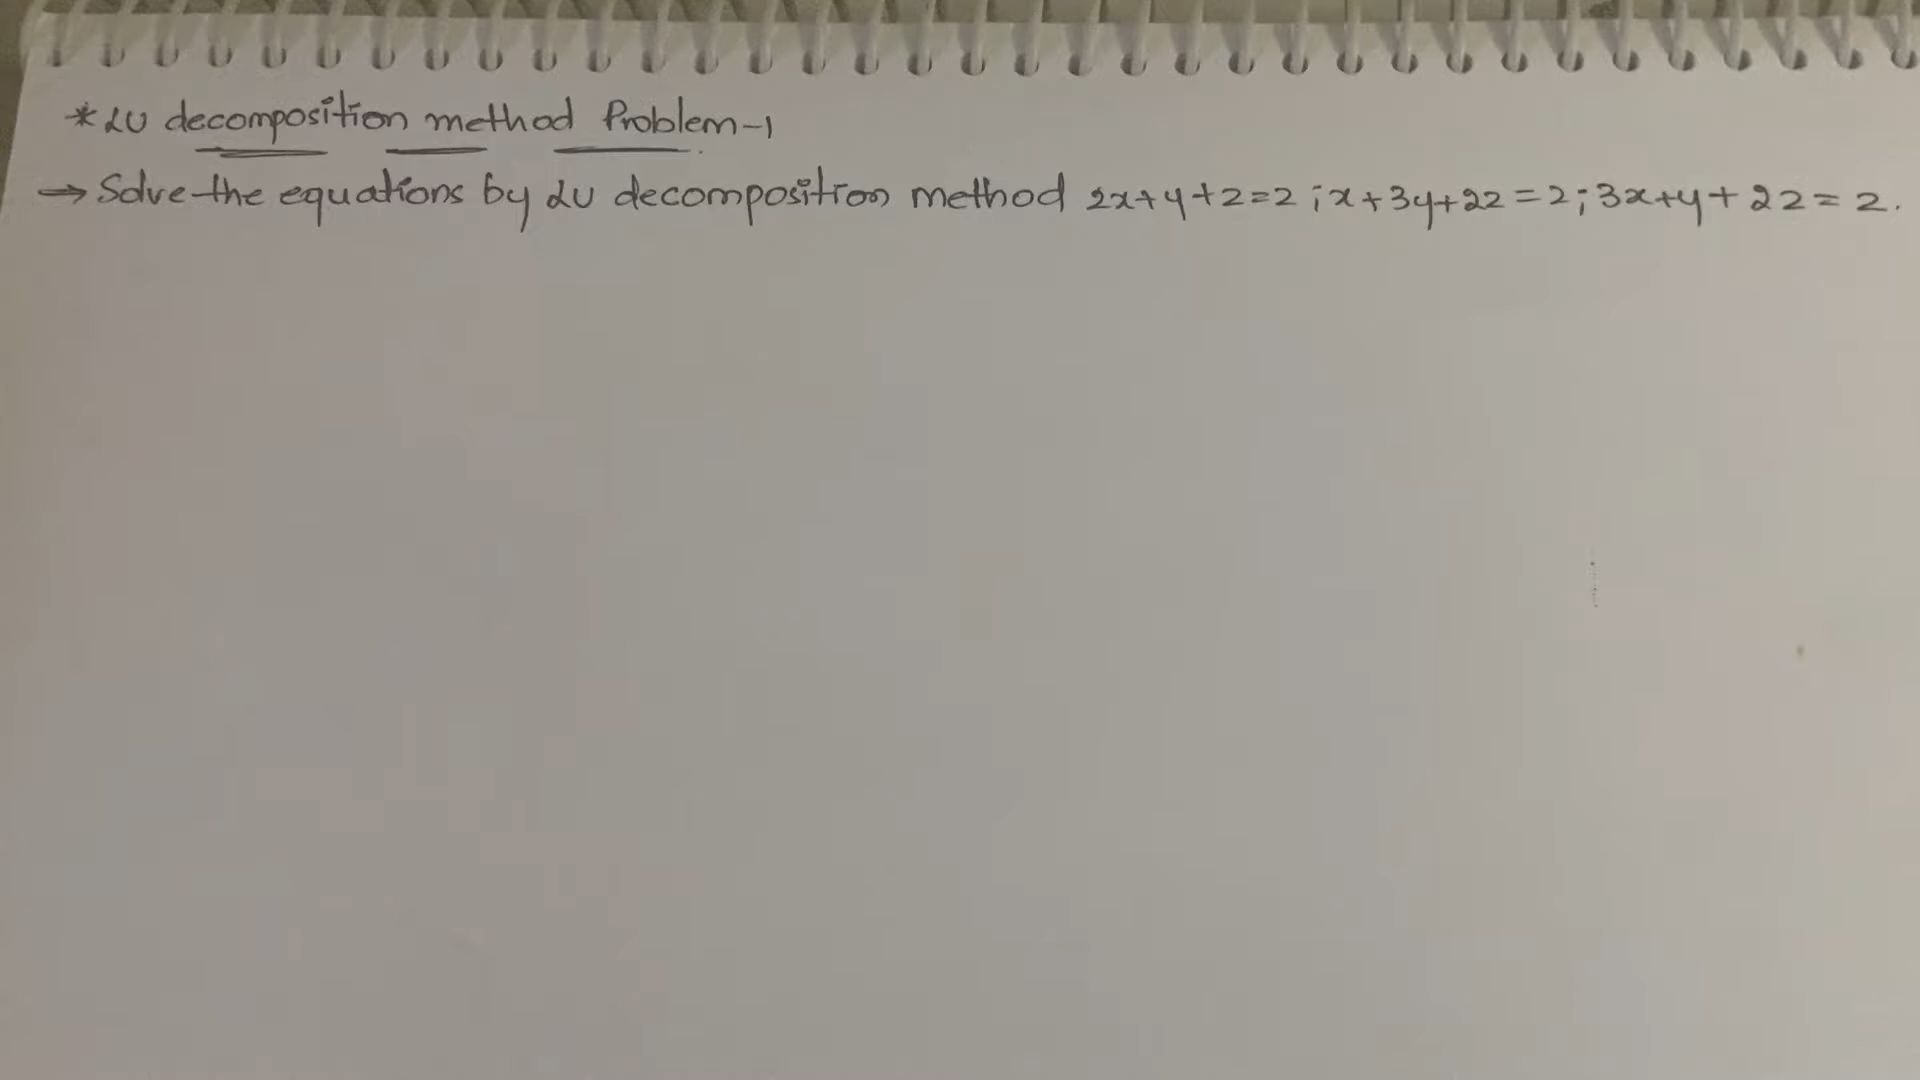 * LU decomposition method Problem-1
→ Solve the equations by LU decomposition method 2x+y+z=2; x+3y+2z=2; 3x+y+2z=2.